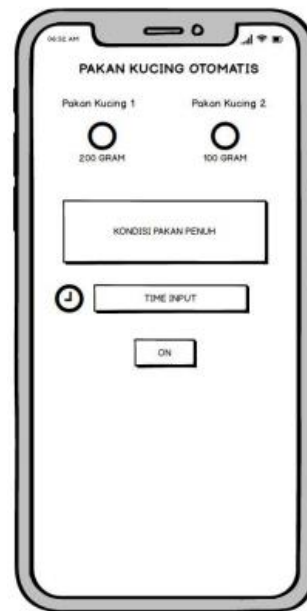 06:32 AM
PAKAN KUCING OTOMATIS
Pakan Kucing 1
Pakan Kucing 2
200 GRAM
100 GRAM
KONDISI PAKAN PENUH
TIME INPUT
ON